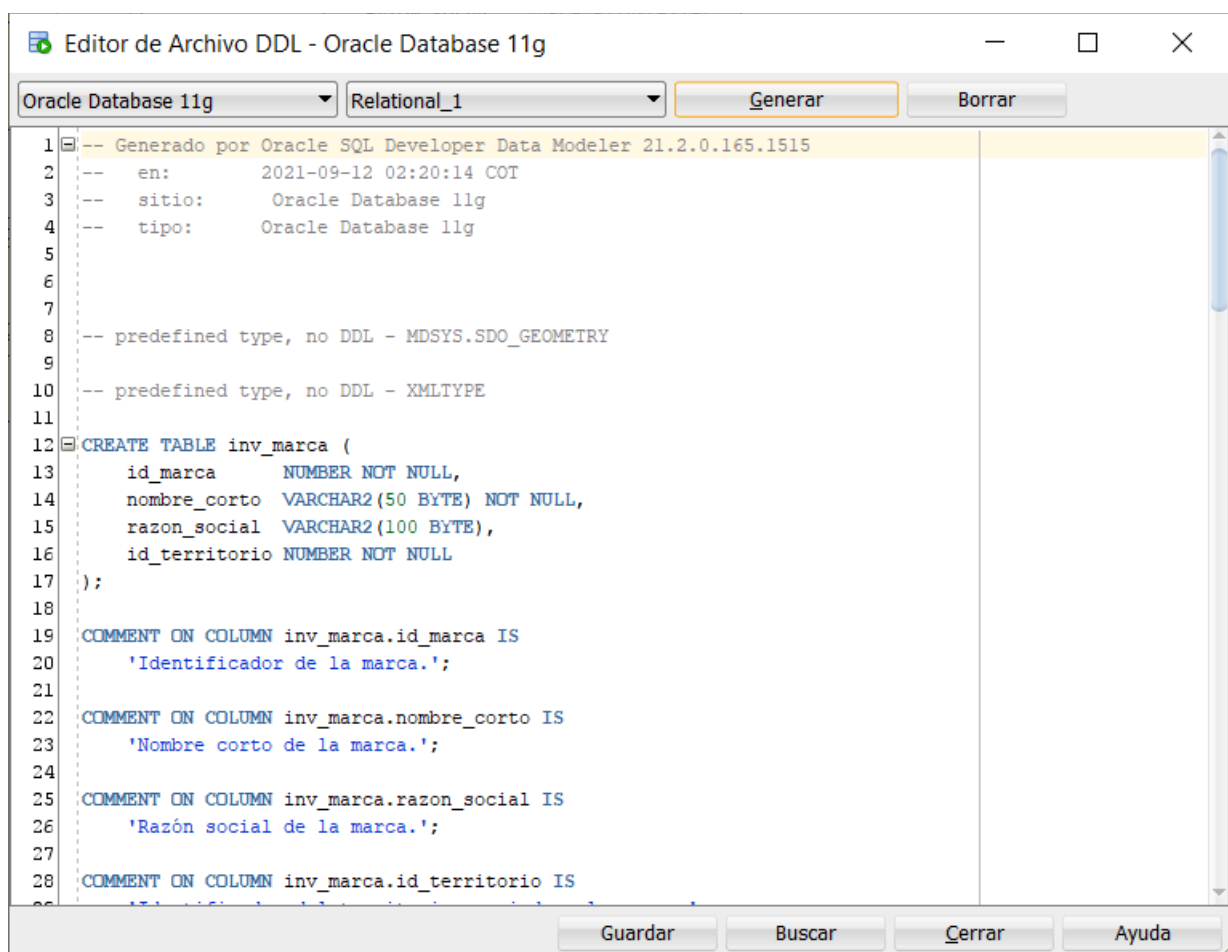 Editor de Archivo DDL - Oracle Database 11g
Oracle Database 11g Relational_1 Generar Borrar
1 -- Generado por Oracle SQL Developer Data Modeler 21.2.0.165.1515
2 --   en:        2021-09-12 02:20:14 COT
3 --   sitio:      Oracle Database 11g
4 --   tipo:      Oracle Database 11g
5
6
7
8 -- predefined type, no DDL - MDSYS.SDO_GEOMETRY
9
10 -- predefined type, no DDL - XMLTYPE
11
12 CREATE TABLE inv_marca (
13     id_marca      NUMBER NOT NULL,
14     nombre_corto  VARCHAR2(50 BYTE) NOT NULL,
15     razon_social  VARCHAR2(100 BYTE),
16     id_territorio NUMBER NOT NULL
17 );
18
19 COMMENT ON COLUMN inv_marca.id_marca IS
20     'Identificador de la marca.';
21
22 COMMENT ON COLUMN inv_marca.nombre_corto IS
23     'Nombre corto de la marca.';
24
25 COMMENT ON COLUMN inv_marca.razon_social IS
26     'Razón social de la marca.';
27
28 COMMENT ON COLUMN inv_marca.id_territorio IS
Guardar Buscar Cerrar Ayuda